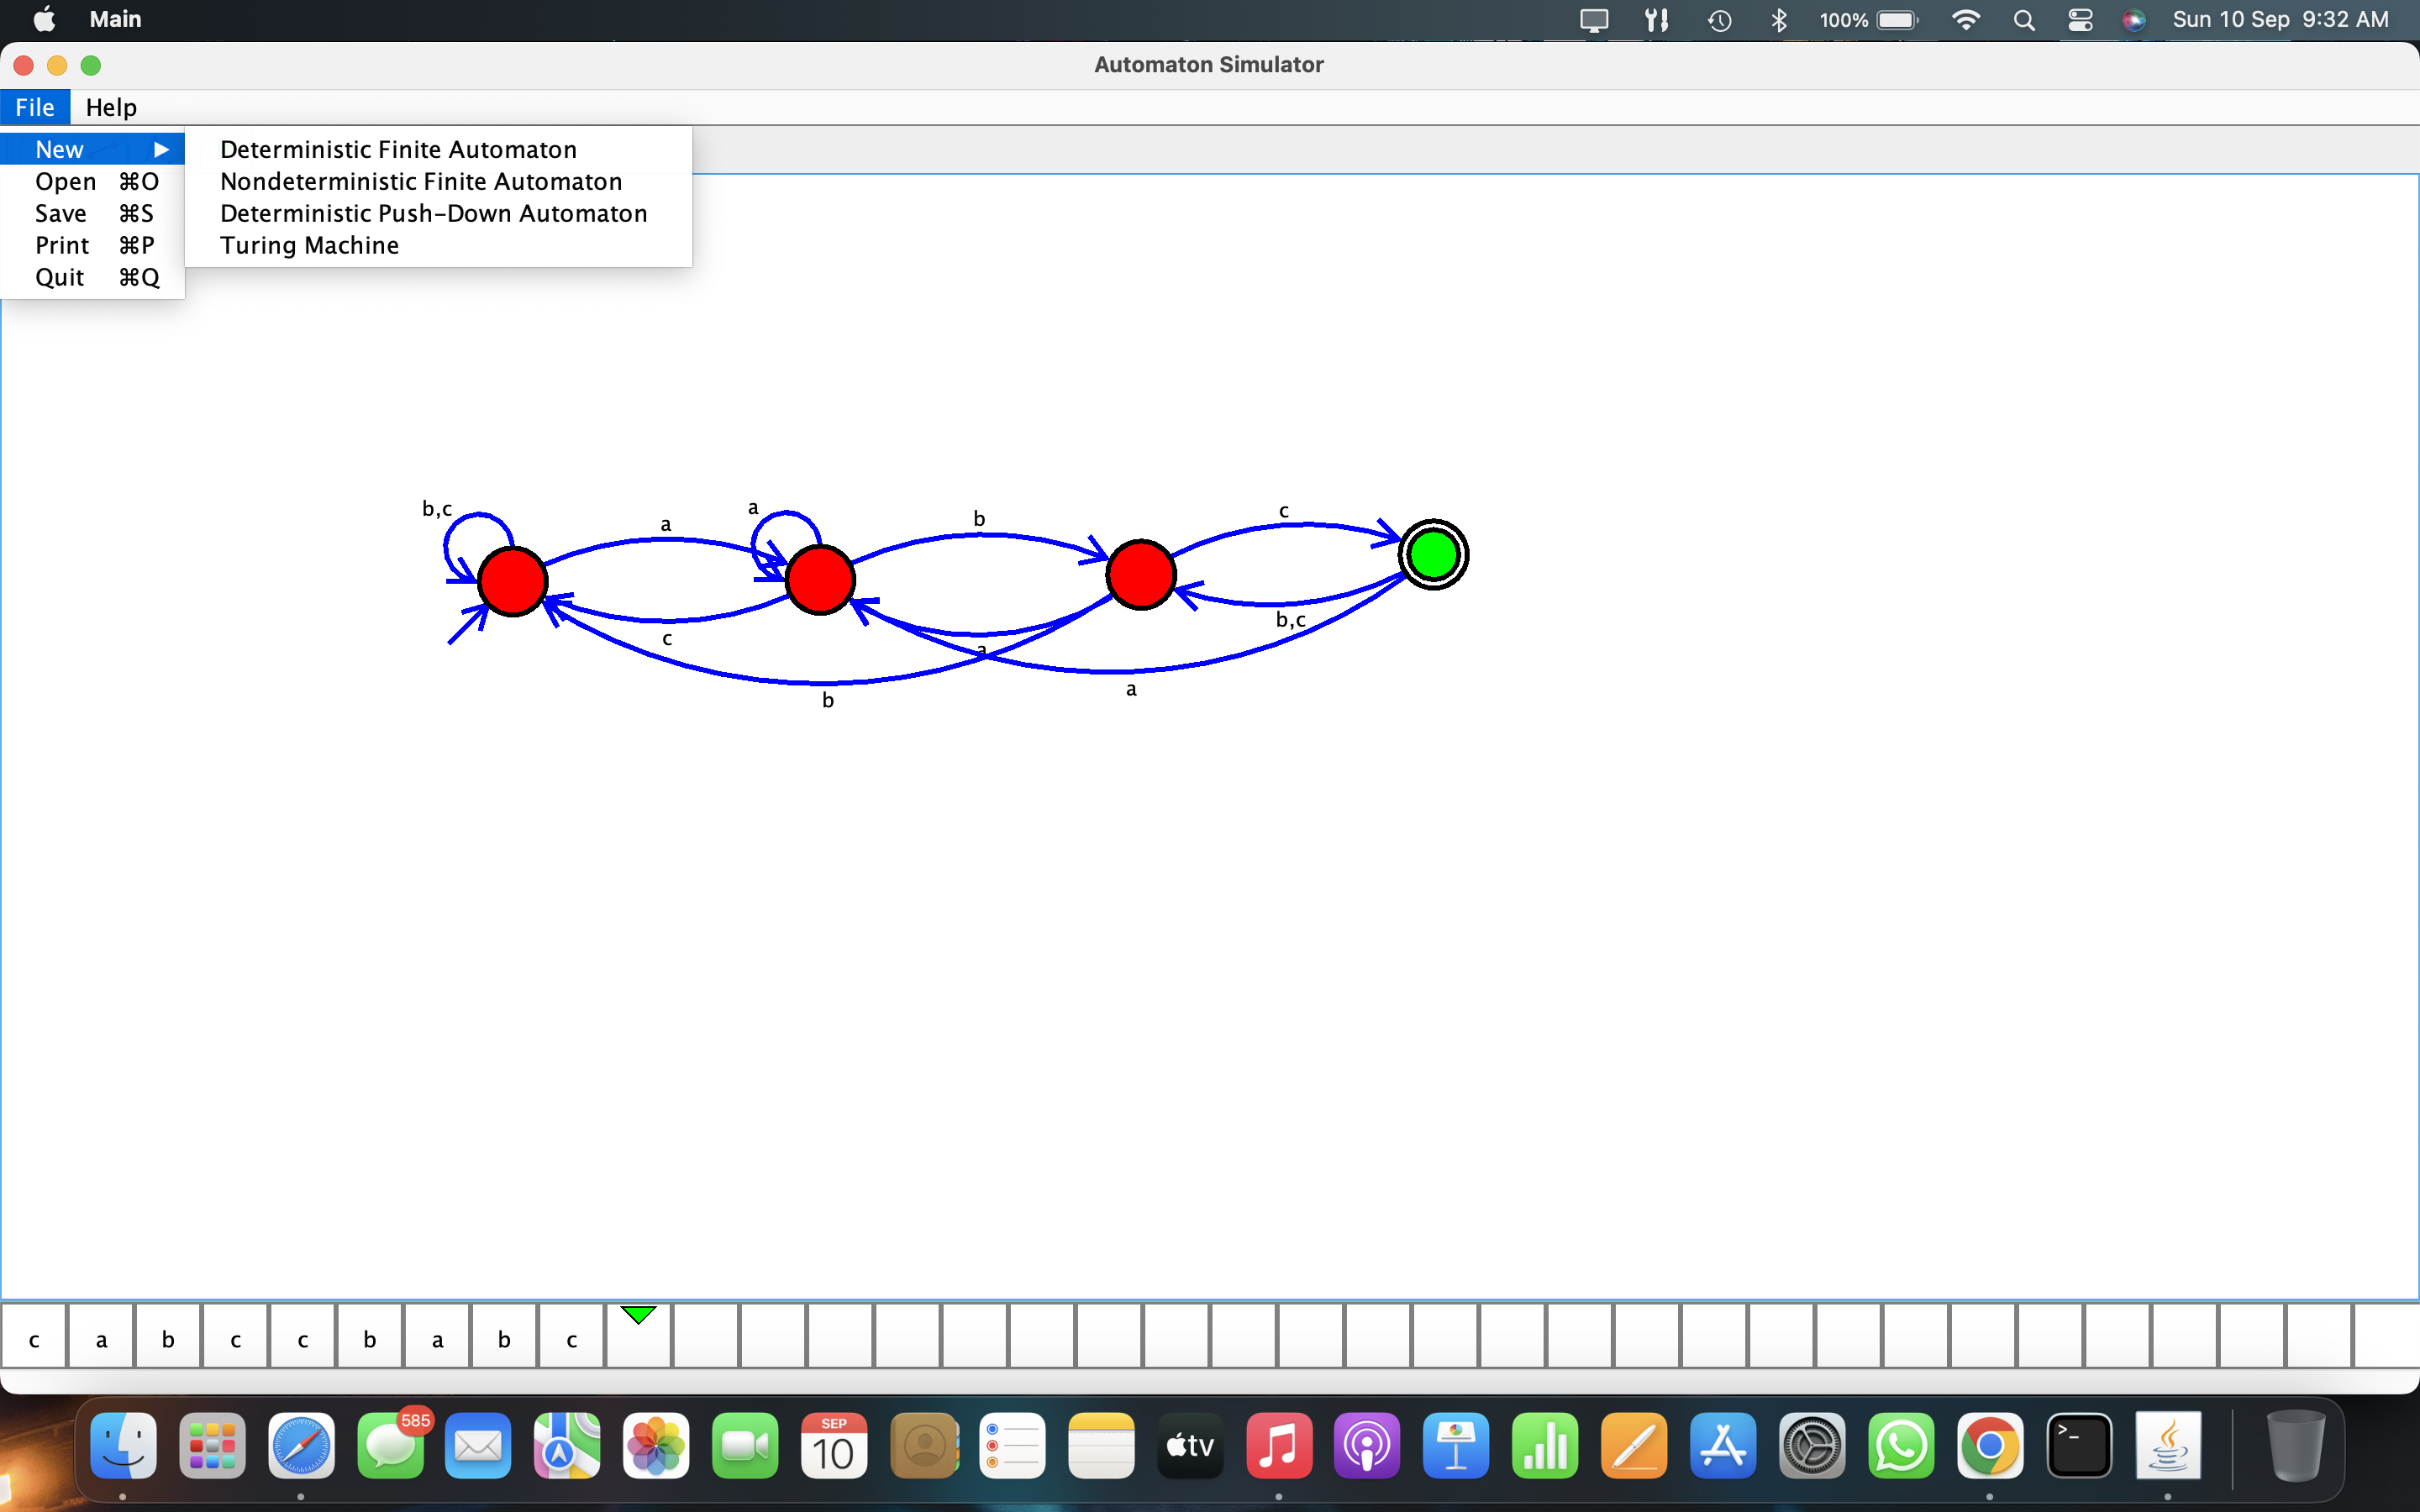 Main
100%
Sun 10 Sep 9:32 AM
Automaton Simulator
File Help
New Deterministic Finite Automaton
Open ⌘O Nondeterministic Finite Automaton
Save ⌘S Deterministic Push-Down Automaton
Print ⌘P Turing Machine
Quit ⌘Q
b,c
a
a
b
c
c
a
b,c
b
a
c a b c c b a b c
585
SEP
10
tv
>_